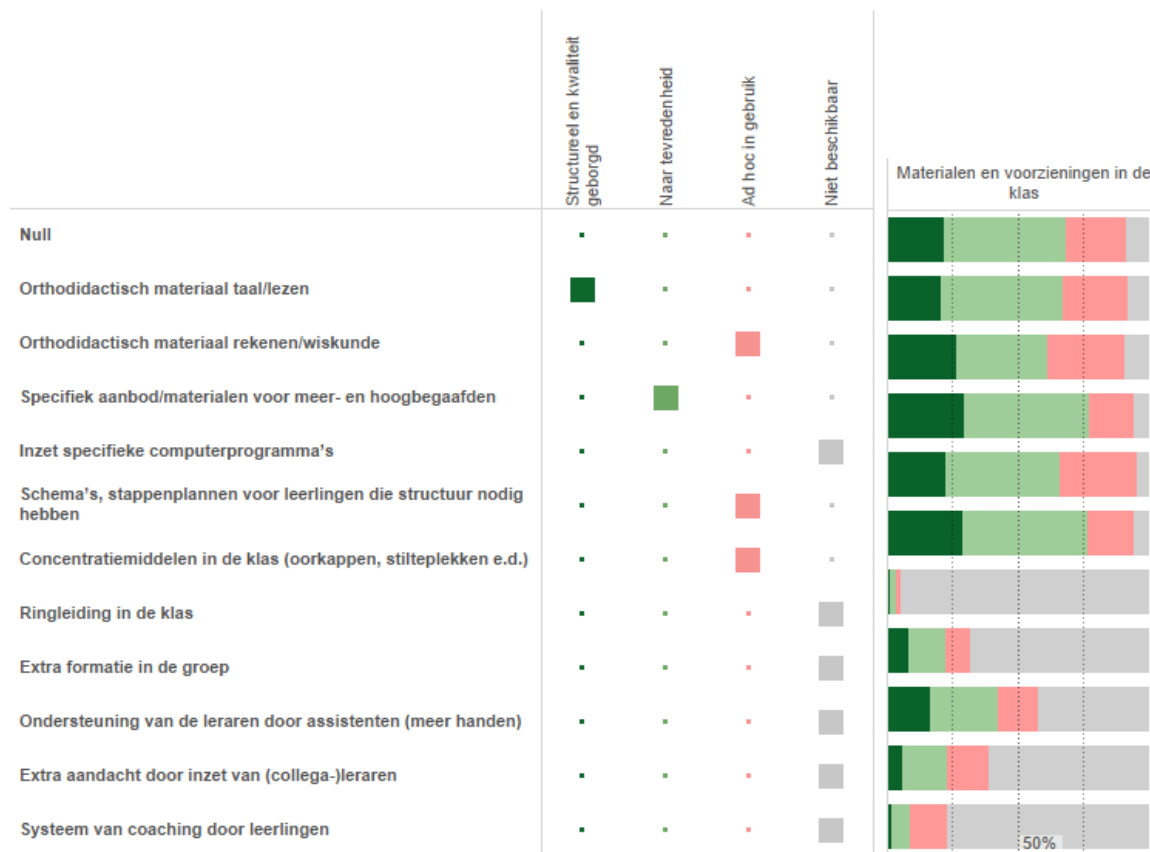 Structureel en kwaliteit
geborgd
Naar tevredenheid
Ad hoc in gebruik
Niet beschikbaar
Materialen en voorzieningen in de
klas
Null
Orthodidactisch materiaal taal/lezen
Orthodidactisch materiaal rekenen/wiskunde
Specifiek aanbod/materialen voor meer- en hoogbegaafden
Inzet specifieke computerprogramma's
Schema's, stappenplannen voor leerlingen die structuur nodig
hebben
Concentratiemiddelen in de klas (oorkappen, stilteplekken e.d.)
Ringleiding in de klas
Extra formatie in de groep
Ondersteuning van de leraren door assistenten (meer handen)
Extra aandacht door inzet van (collega-)leraren
Systeem van coaching door leerlingen
50%